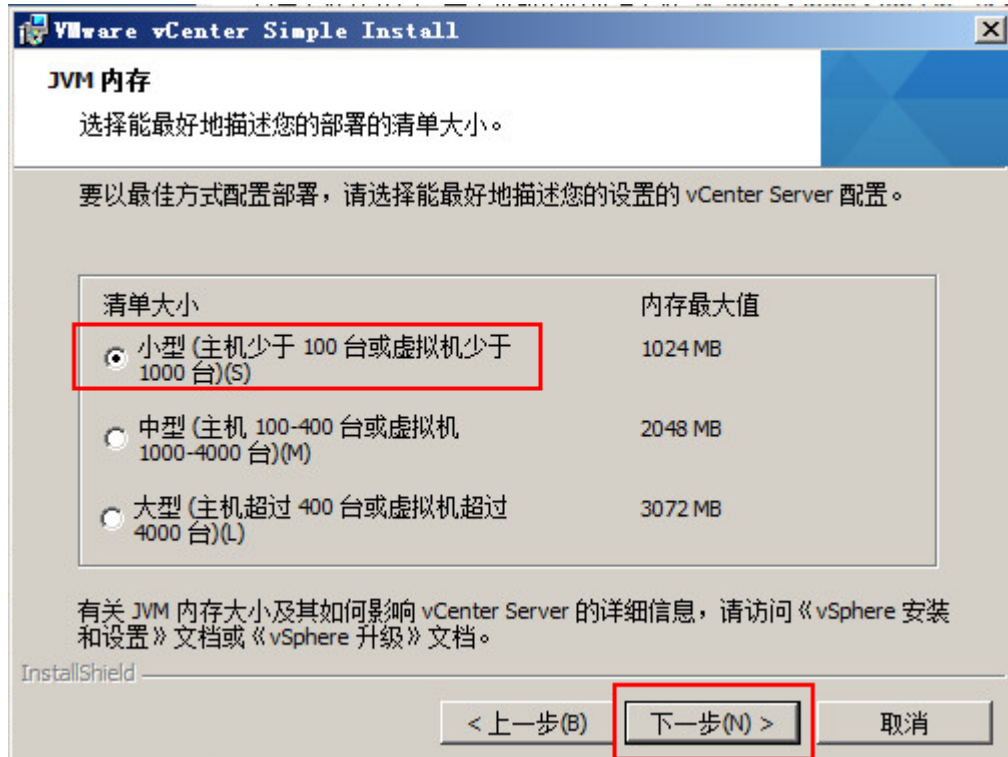 VMware vCenter Simple Install
JVM 内存
选择能最好地描述您的部署的清单大小。
要以最佳方式配置部署，请选择能最好地描述您的设置的 vCenter Server 配置。
清单大小 内存最大值
小型 (主机少于 100 台或虚拟机少于 1024 MB
1000 台)(S)
中型 (主机 100-400 台或虚拟机 2048 MB
1000-4000 台)(M)
大型 (主机超过 400 台或虚拟机超过 3072 MB
4000 台)(L)
有关 JVM 内存大小及其如何影响 vCenter Server 的详细信息，请访问《vSphere 安装
和设置》文档或《vSphere 升级》文档。
InstallShield
< 上一步(B) 下一步(N) > 取消